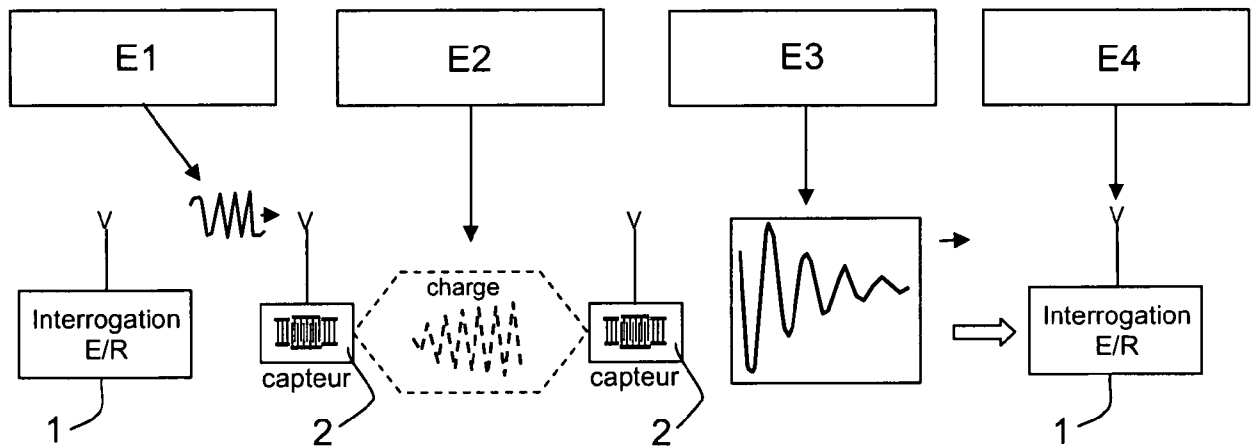 E1
E2
E3
E4
Interrogation
E/R
1
capteur
2
charge
capteur
2
Interrogation
E/R
1